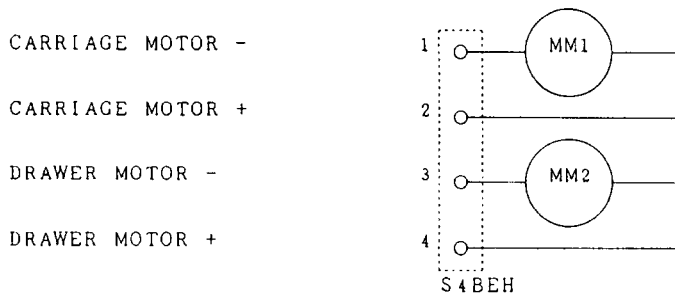 CARRIAGE MOTOR - 1 MM1
CARRIAGE MOTOR + 2
DRAWER MOTOR - 3 MM2
DRAWER MOTOR + 4
S4BEH